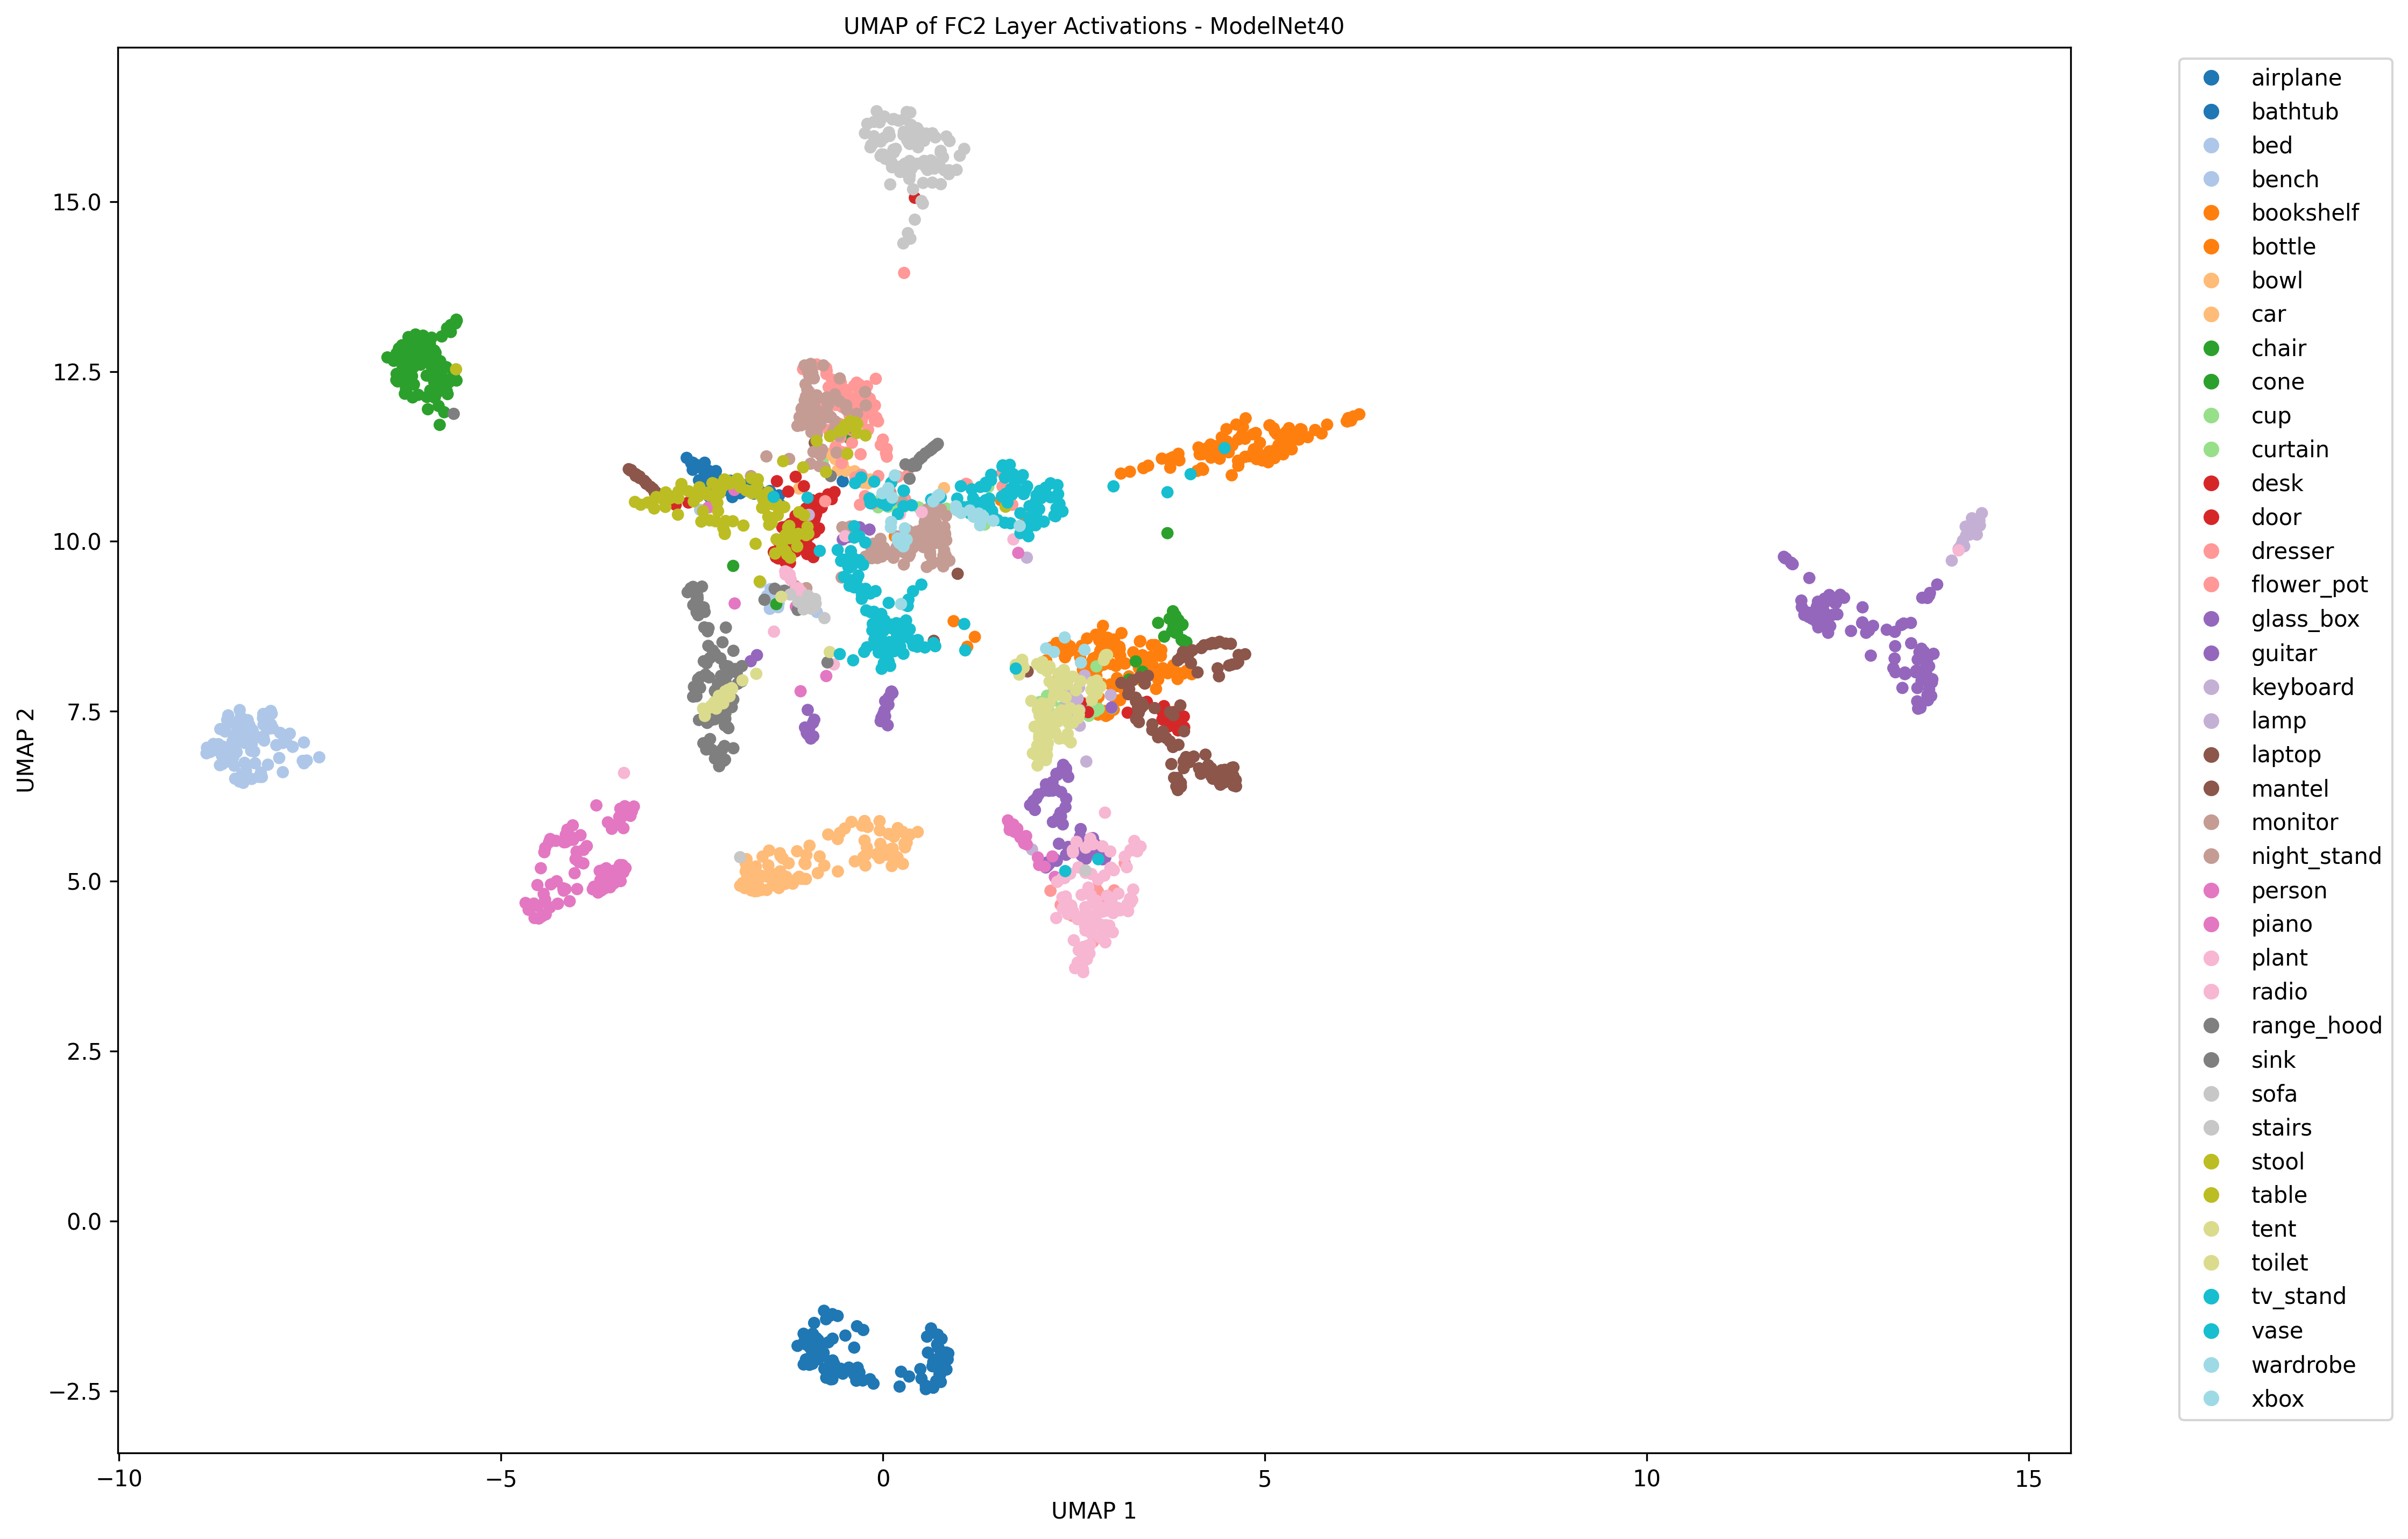 UMAP of FC2 Layer Activations - ModelNet40
UMAP 2
15.0
12.5
10.0
7.5
5.0
2.5
0.0
−2.5
−10
−5
0
5
10
15
UMAP 1
airplane
bathtub
bed
bench
bookshelf
bottle
bowl
car
chair
cone
cup
curtain
desk
door
dresser
flower_pot
glass_box
guitar
keyboard
lamp
laptop
mantel
monitor
night_stand
person
piano
plant
radio
range_hood
sink
sofa
stairs
stool
table
tent
toilet
tv_stand
vase
wardrobe
xbox